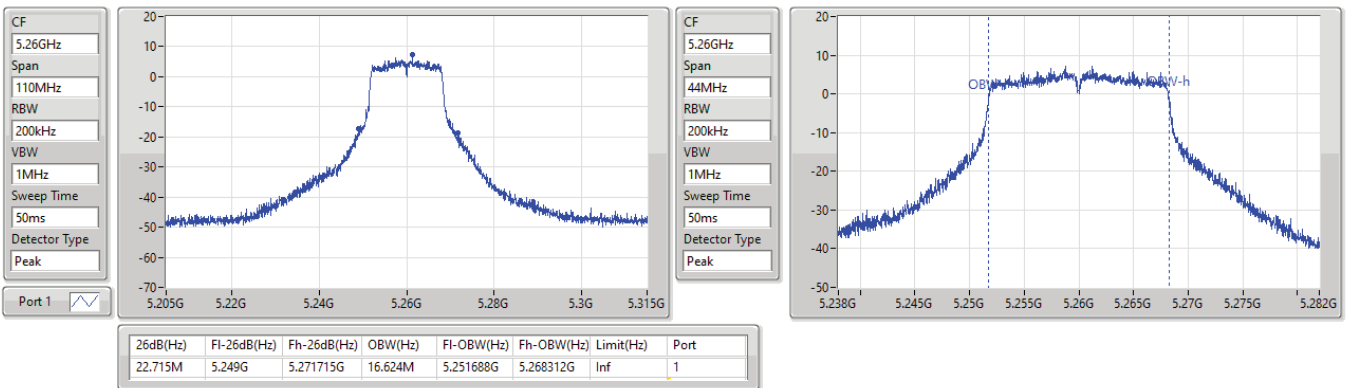 CF
5.26GHz
Span
110MHz
RBW
200kHz
VBW
1MHz
Sweep Time
50ms
Detector Type
Peak
Port 1
20-
10-
0-
-10-
-20-
-30-
-40-
-50-
-60-
-70-
5.205G 5.22G 5.24G 5.26G 5.28G 5.3G 5.315G
CF
5.26GHz
Span
44MHz
RBW
200kHz
VBW
1MHz
Sweep Time
50ms
Detector Type
Peak
20-
10-
0-
-10-
-20-
-30-
-40-
-50-
5.238G 5.245G 5.25G 5.255G 5.26G 5.265G 5.27G 5.275G 5.282G
26dB(Hz) Fl-26dB(Hz) Fh-26dB(Hz) OBW(Hz) Fl-OBW(Hz) Fh-OBW(Hz) Limit(Hz) Port
22.715M 5.249G 5.271715G 16.624M 5.251688G 5.268312G Inf 1